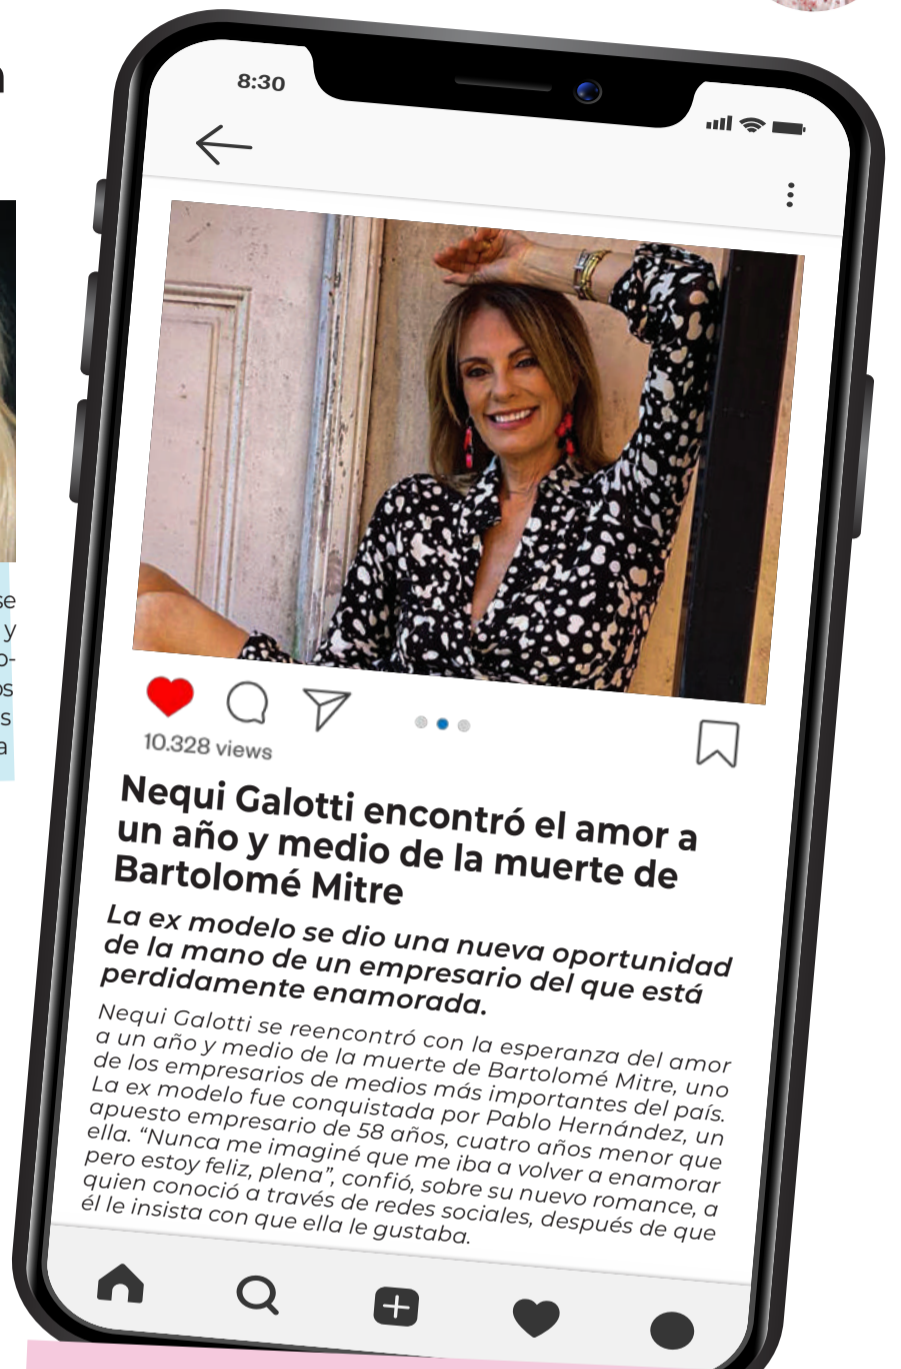 8:30
10.328 views
Nequi Galotti encontró el amor a
un año y medio de la muerte de
Bartolomé Mitre
La ex modelo se dio una nueva oportunidad
de la mano de un empresario del que está
perdidamente enamorada.
Nequi Galotti se reencontró con la esperanza del amor
a un año y medio de la muerte de Bartolomé Mitre, uno
de los empresarios de medios más importantes del país.
La ex modelo fue conquistada por Pablo Hernández, un
apuesto empresario de 58 años, cuatro años menor que
ella. “Nunca me imaginé que me iba a volver a enamorar
pero estoy feliz, plena”, confió, sobre su nuevo romance, a
quien conoció a través de redes sociales, después de que
él le insista con que ella le gustaba.
se
y
o-
os
s
a